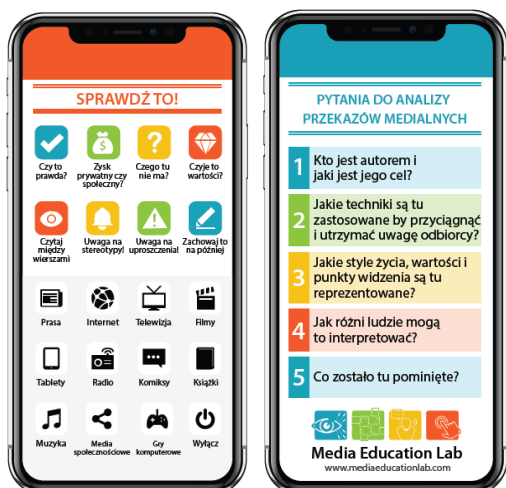 SPRAWDŹ TO!
Czy to
prawda?
Zysk
prywatny czy
społeczny?
Czego tu
nie ma?
Czyje to
wartości?
Czytaj
między
wierszami
Uwaga na
stereotypy!
Uwaga na
uproszczenia!
Zachowaj to
na później
Prasa
Internet
Telewizja
Filmy
Tablety
Radio
Komiksy
Książki
Muzyka
Media
społecznościowe
Gry
komputerowe
Wyłącz
PYTANIA DO ANALIZY
PRZEKAZÓW MEDIALNYCH
1 Kto jest autorem i
jaki jest jego cel?
2 Jakie techniki są tu
zastosowane by przyciągnąć
i utrzymać uwagę odbiorcy?
3 Jakie style życia, wartości i
punkty widzenia są tu
reprezentowane?
4 Jak różni ludzie mogą
to interpretować?
5 Co zostało tu pominięte?
Media Education Lab
www.mediaeducationlab.com